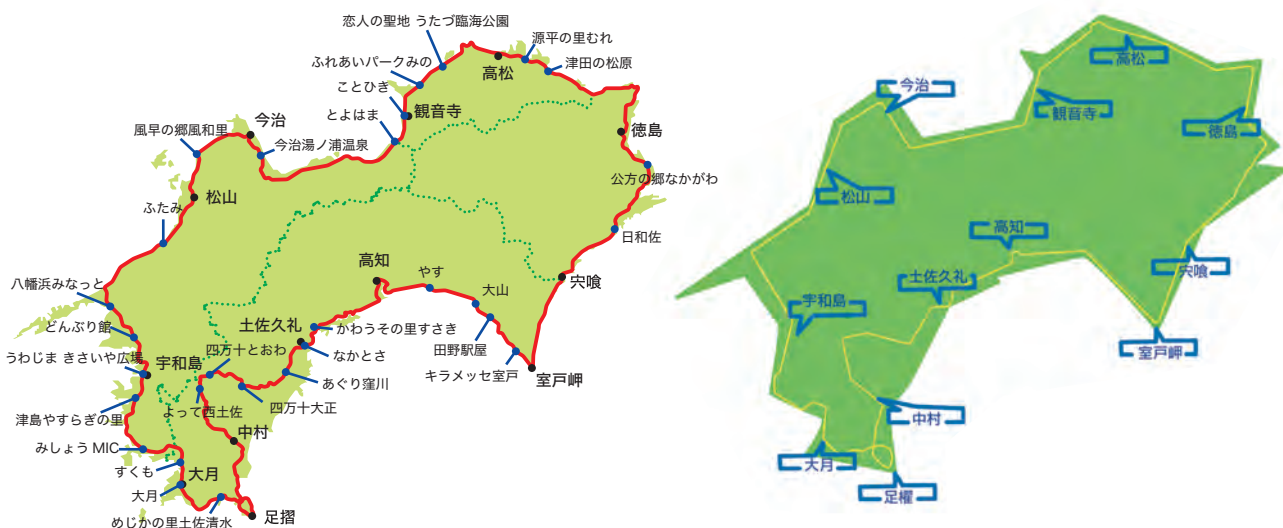 恋人の聖地 うたづ臨海公園
源平の里むれ
ふれあいパークみの
高松
津田の松原
ことひき
観音寺
とよはま
風早の郷風和里
今治
今治湯ノ浦温泉
徳島
公方の郷なかがわ
松山
ふたみ
日和佐
高知
やす
宍喰
八幡浜みなっと
大山
どんぶり館
土佐久礼
かわうその里すさき
うわじま きさいや広場
宇和島
四万十とおわ
なかとさ
田野駅屋
キラメッセ室戸
室戸岬
あぐり窪川
津島やすらぎの里
よって西土佐
四万十大正
みしょう MIC
中村
すくも
大月
大月
めじかの里土佐清水
足摺
高松
今治
観音寺
徳島
松山
高知
宍喰
土佐久礼
宇和島
室戸岬
中村
大月
足櫂